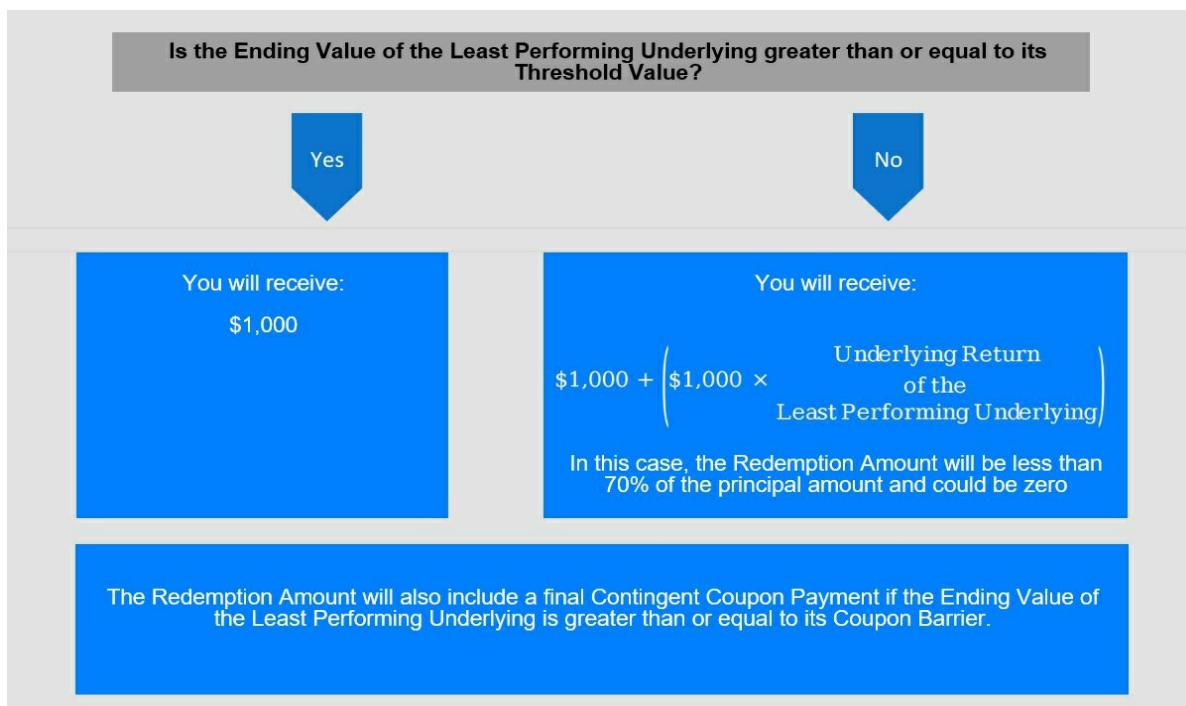 Is the Ending Value of the Least Performing Underlying greater than or equal to its
Threshold Value?
Yes
No
You will receive:
$1,000
You will receive:
$1,000 + ($1,000 × Underlying Return
of the
Least Performing Underlying)
In this case, the Redemption Amount will be less than
70% of the principal amount and could be zero
The Redemption Amount will also include a final Contingent Coupon Payment if the Ending Value of
the Least Performing Underlying is greater than or equal to its Coupon Barrier.